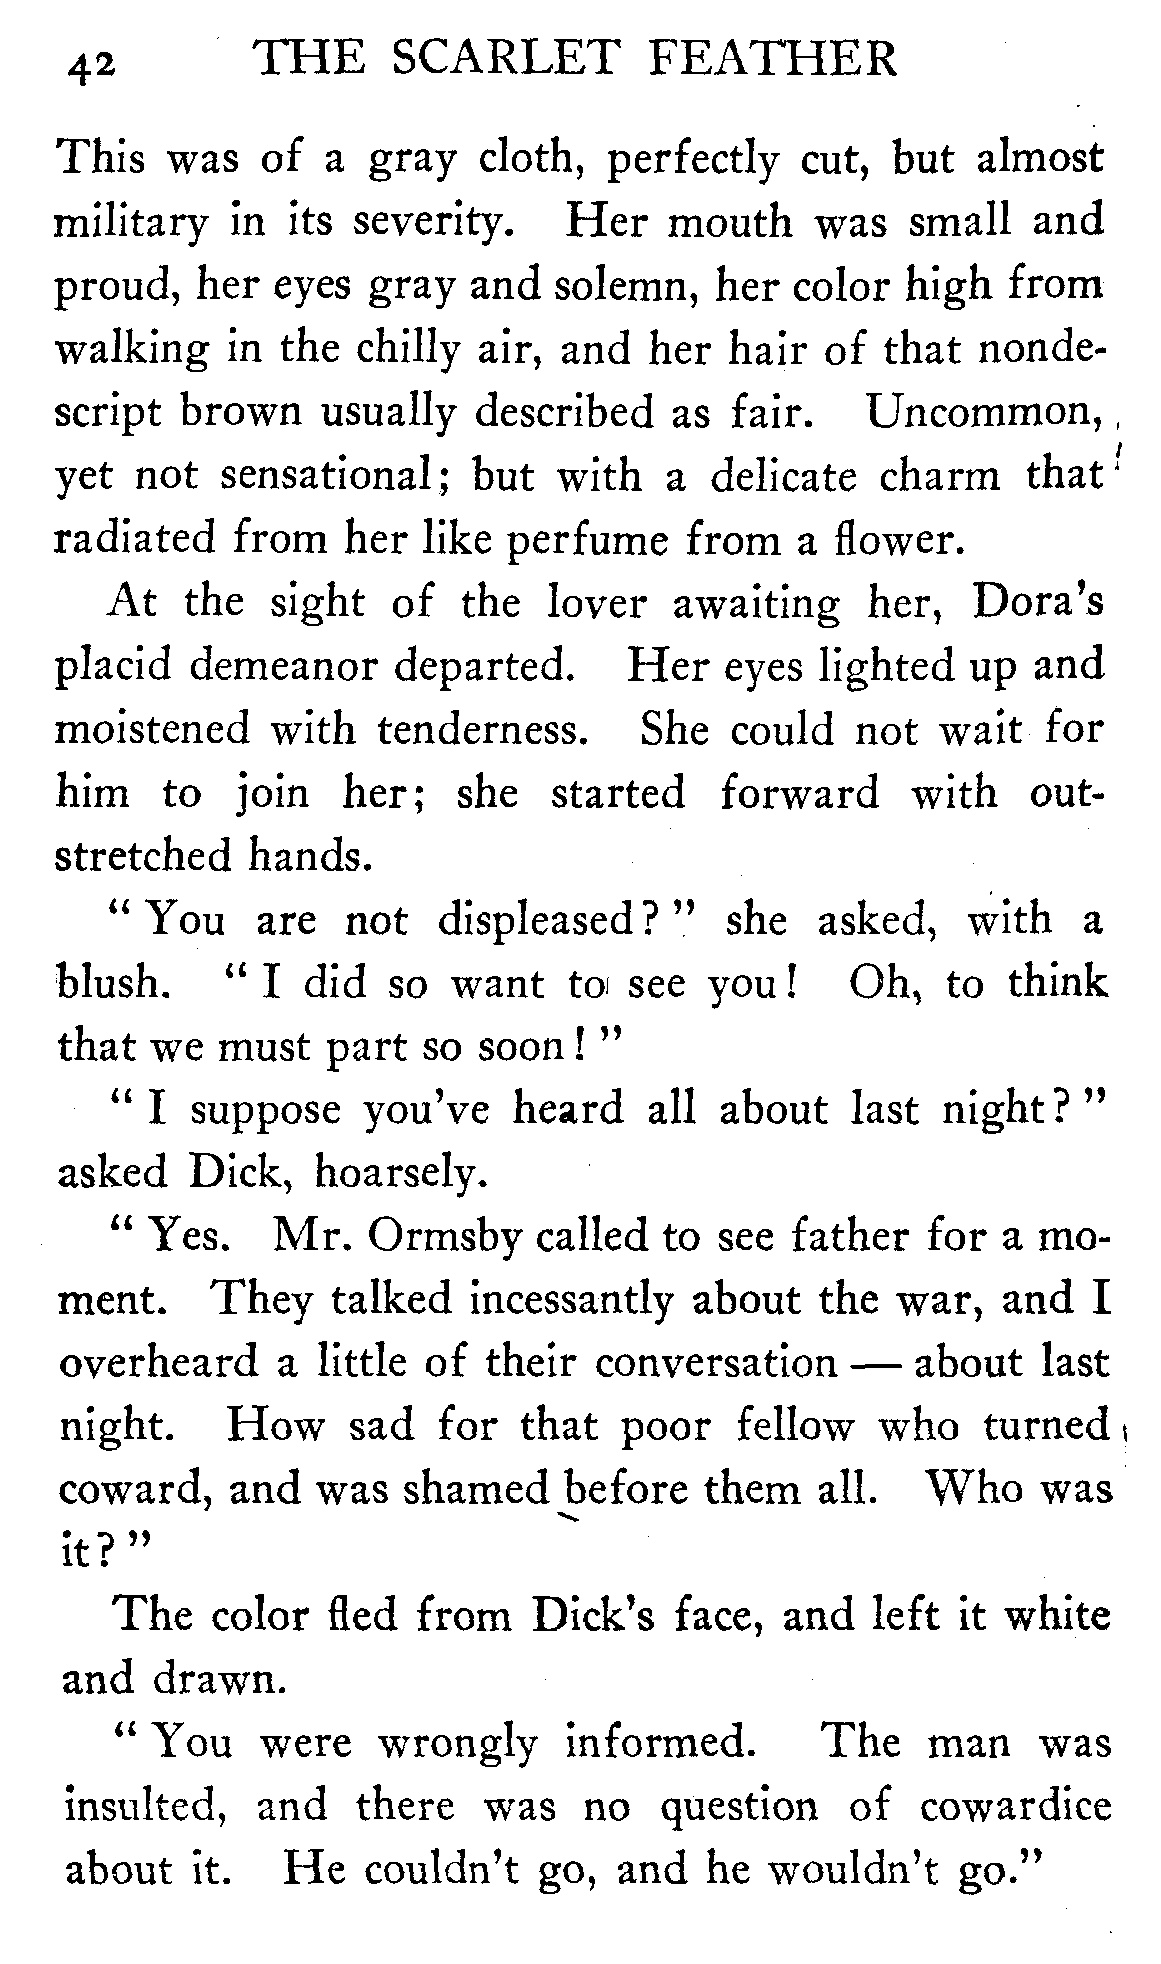 42 THE SCARLET FEATHER
This was of a gray cloth, perfectly cut, but almost
military in its severity. Her mouth was small and
proud, her eyes gray and solemn, her color high from
walking in the chilly air, and her hair of that nonde-
script brown usually described as fair. Uncommon,
yet not sensational; but with a delicate charm that
radiated from her like perfume from a flower.
At the sight of the lover awaiting her, Dora's
placid demeanor departed. Her eyes lighted up and
moistened with tenderness. She could not wait for
him to join her; she started forward with out-
stretched hands.
“ You are not displeased? ” she asked, with a
blush. “ I did so want to see you! Oh, to think
that we must part so soon! ”
“ I suppose you've heard all about last night? ”
asked Dick, hoarsely.
“ Yes. Mr. Ormsby called to see father for a mo-
ment. They talked incessantly about the war, and I
overheard a little of their conversation — about last
night. How sad for that poor fellow who turned
coward, and was shamed before them all. Who was
it? ”
The color fled from Dick's face, and left it white
and drawn.
“ You were wrongly informed. The man was
insulted, and there was no question of cowardice
about it. He couldn't go, and he wouldn't go.”